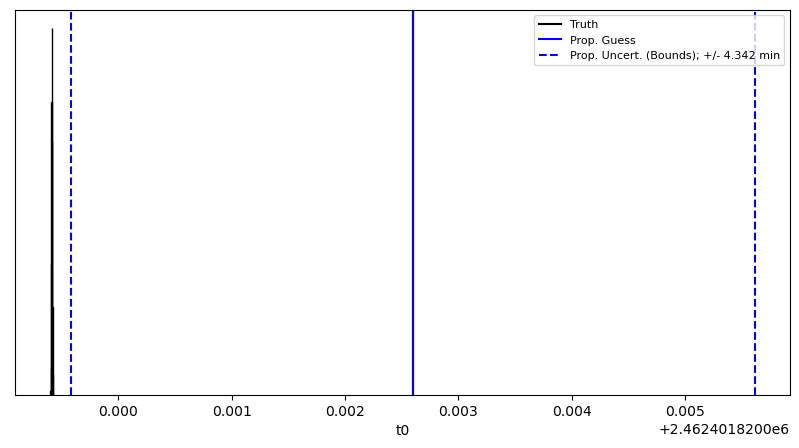 Truth
Prop. Guess
Prop. Uncert. (Bounds); +/- 4.342 min
0.000 0.001 0.002 0.003 0.004 0.005
t0
+2.4624018200e6